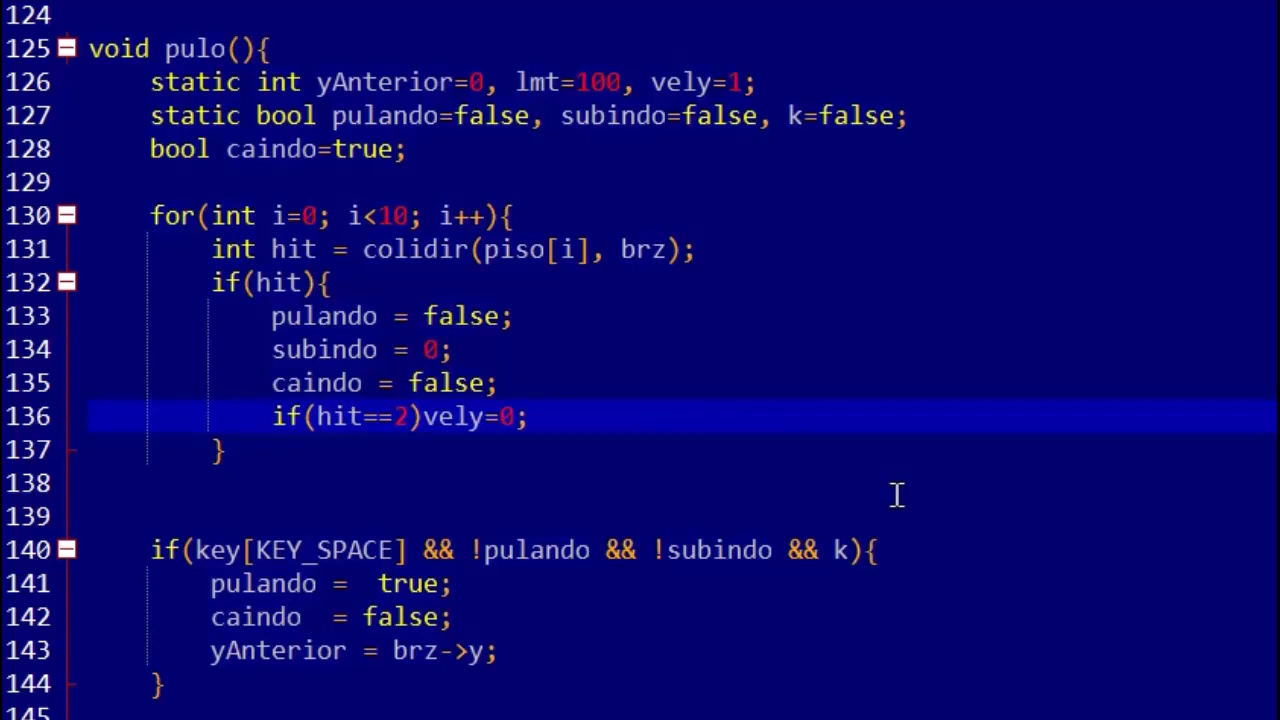 124
125 void pulo(){
126     static int yAnterior=0, lmt=100, vely=1;
127     static bool pulando=false, subindo=false, k=false;
128     bool caindo=true;
129
130     for(int i=0; i<10; i++){
131         int hit = colidir(piso[i], brz);
132         if(hit){
133             pulando = false;
134             subindo = 0;
135             caindo = false;
136             if(hit==2)vely=0;
137         }
138
139
140     if(key[KEY_SPACE] && !pulando && !subindo && k){
141         pulando =  true;
142         caindo  = false;
143         yAnterior = brz->y;
144     }
145